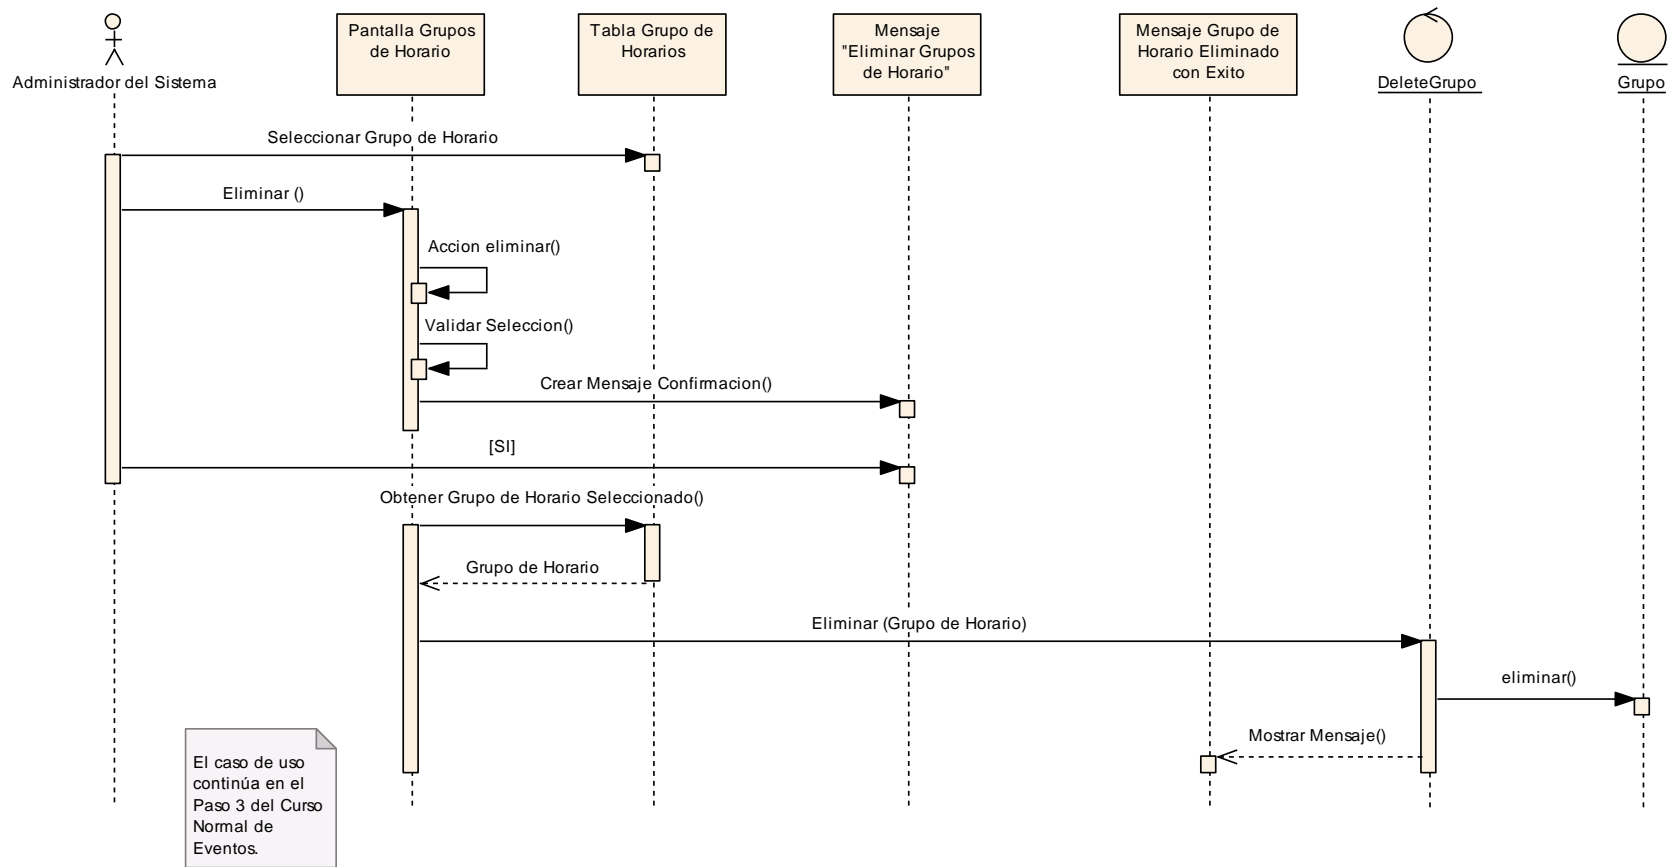 Administrador del Sistema
Pantalla Grupos
de Horario
Tabla Grupo de
Horarios
Mensaje
"Eliminar Grupos
de Horario"
Mensaje Grupo de
Horario Eliminado
con Exito
DeleteGrupo
Grupo
Seleccionar Grupo de Horario
Eliminar ()
Accion eliminar()
Validar Seleccion()
Crear Mensaje Confirmacion()
[SI]
Obtener Grupo de Horario Seleccionado()
Grupo de Horario
Eliminar (Grupo de Horario)
eliminar()
Mostrar Mensaje()
El caso de uso
continúa en el
Paso 3 del Curso
Normal de
Eventos.